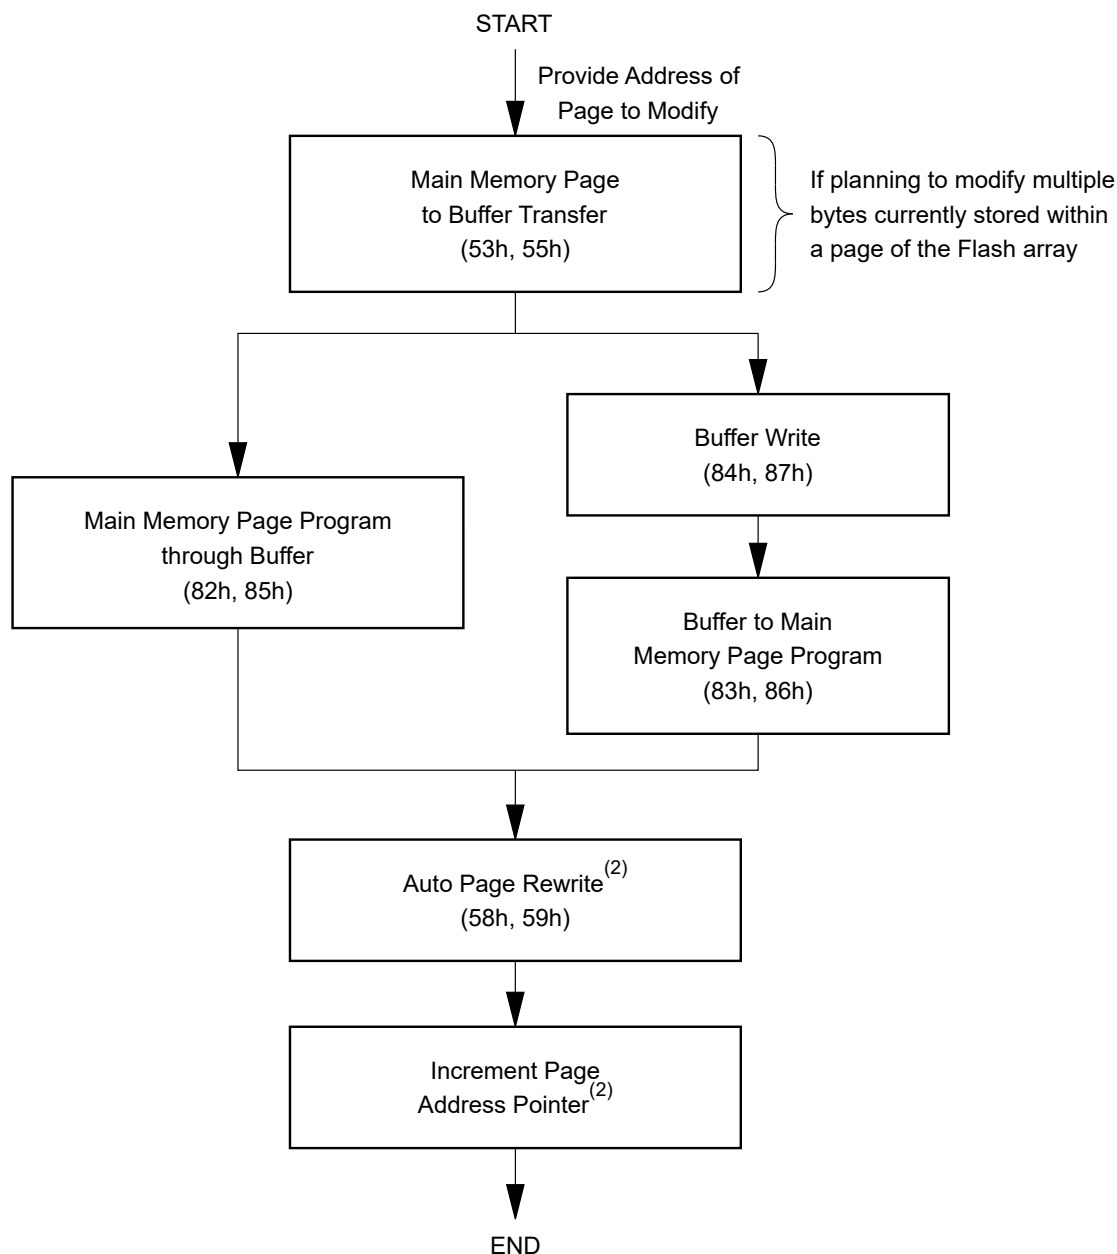 START
Provide Address of
Page to Modify
Main Memory Page
to Buffer Transfer
(53h, 55h)
If planning to modify multiple
bytes currently stored within
a page of the Flash array
Buffer Write
(84h, 87h)
Main Memory Page Program
through Buffer
(82h, 85h)
Buffer to Main
Memory Page Program
(83h, 86h)
Auto Page Rewrite(2)
(58h, 59h)
Increment Page
Address Pointer(2)
END